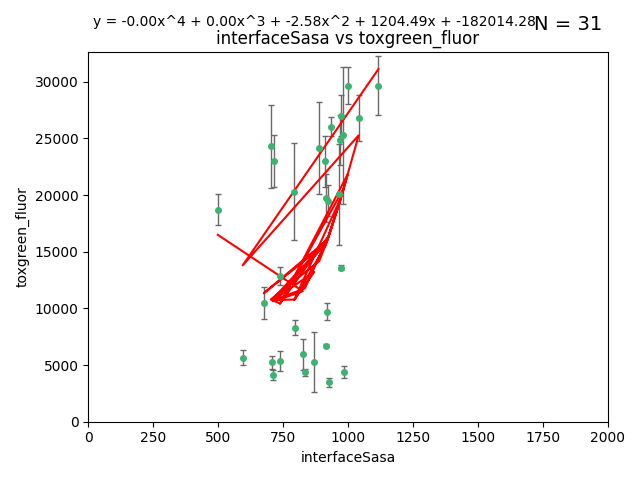 y = -0.00x^4 + 0.00x^3 + -2.58x^2 + 1204.49x + -182014.28
N = 31
interfaceSasa vs toxgreen_fluor
30000
25000
20000
15000
10000
5000
0
toxgreen_fluor
0 250 500 750 1000 1250 1500 1750 2000
interfaceSasa